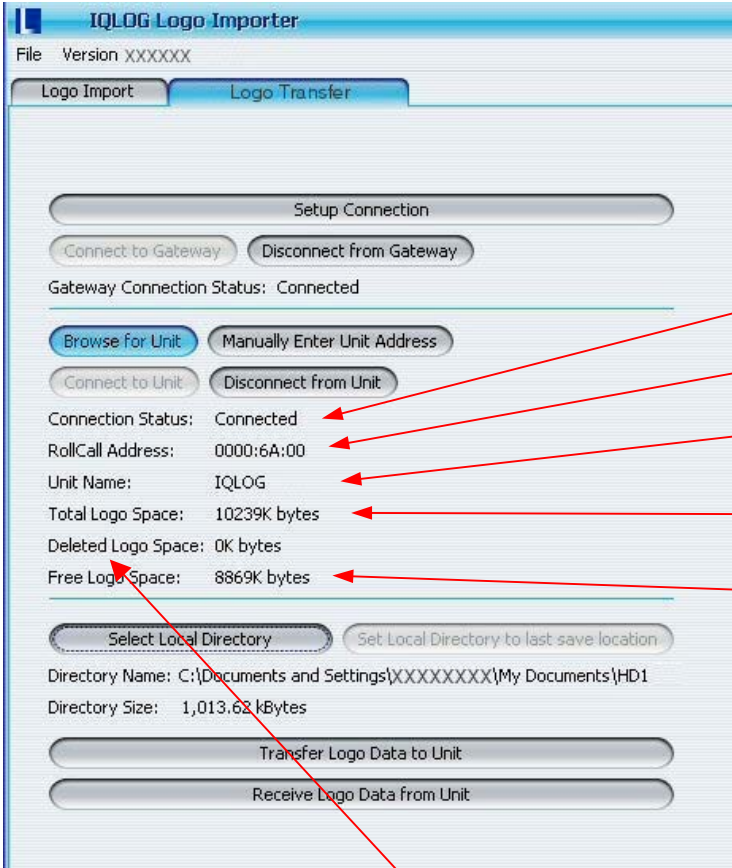 IQLOG Logo Importer
File Version XXXXXX
Logo Import Logo Transfer
Setup Connection
Connect to Gateway Disconnect from Gateway
Gateway Connection Status: Connected
Browse for Unit Manually Enter Unit Address
Connect to Unit Disconnect from Unit
Connection Status: Connected
RollCall Address: 0000:6A:00
Unit Name: IQLOG
Total Logo Space: 10239K bytes
Deleted Logo Space: 0K bytes
Free Logo Space: 8869K bytes
Select Local Directory Set Local Directory to last save location
Directory Name: C:\Documents and Settings\XXXXXXXX\My Documents\HD1
Directory Size: 1,013.62 kBytes
Transfer Logo Data to Unit
Receive Logo Data from Unit